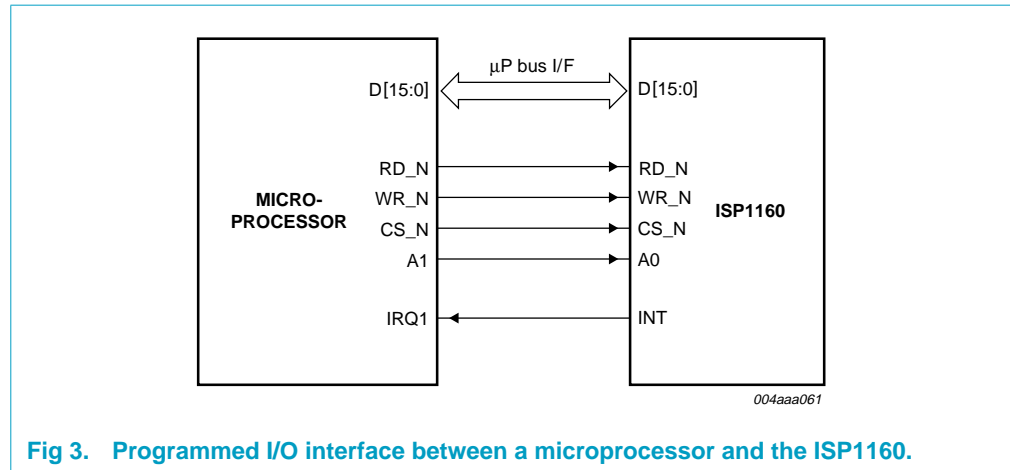 µP bus I/F
D[15:0] D[15:0]
RD_N RD_N
WR_N WR_N
MICRO-
PROCESSOR
ISP1160
CS_N CS_N
A1 A0
IRQ1 INT
004aaa061
Fig 3. Programmed I/O interface between a microprocessor and the ISP1160.